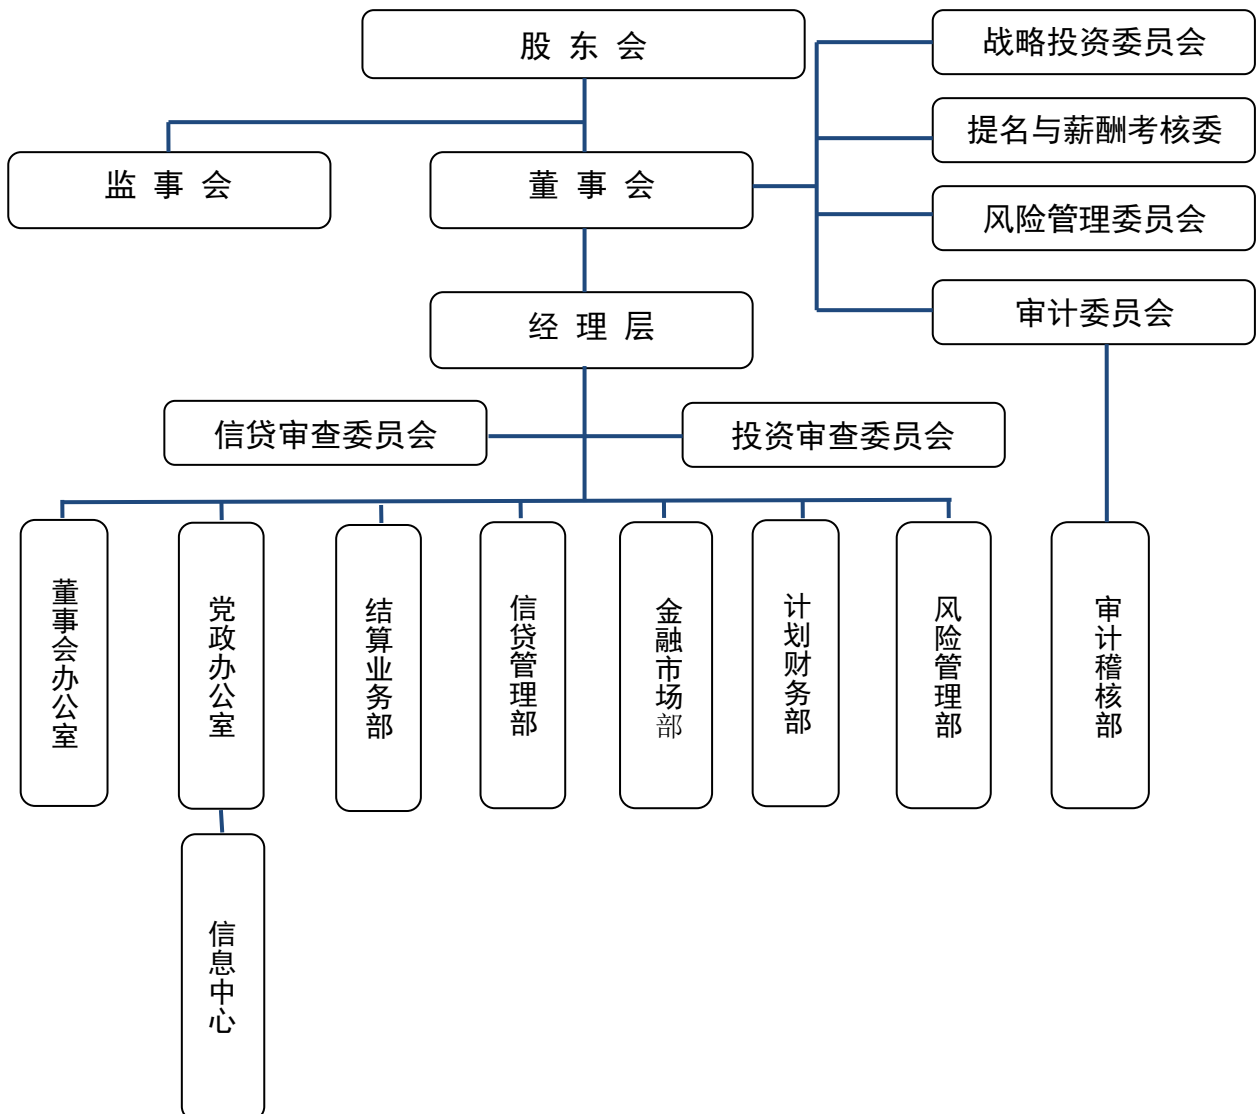 股 东 会
战略投资委员会
提名与薪酬考核委
监 事 会
董 事 会
风险管理委员会
审计委员会
经 理 层
信贷审查委员会
投资审查委员会
董事会办公室
党政办公室
结算业务部
信贷管理部
金融市场部
计划财务部
风险管理部
审计稽核部
信息中心